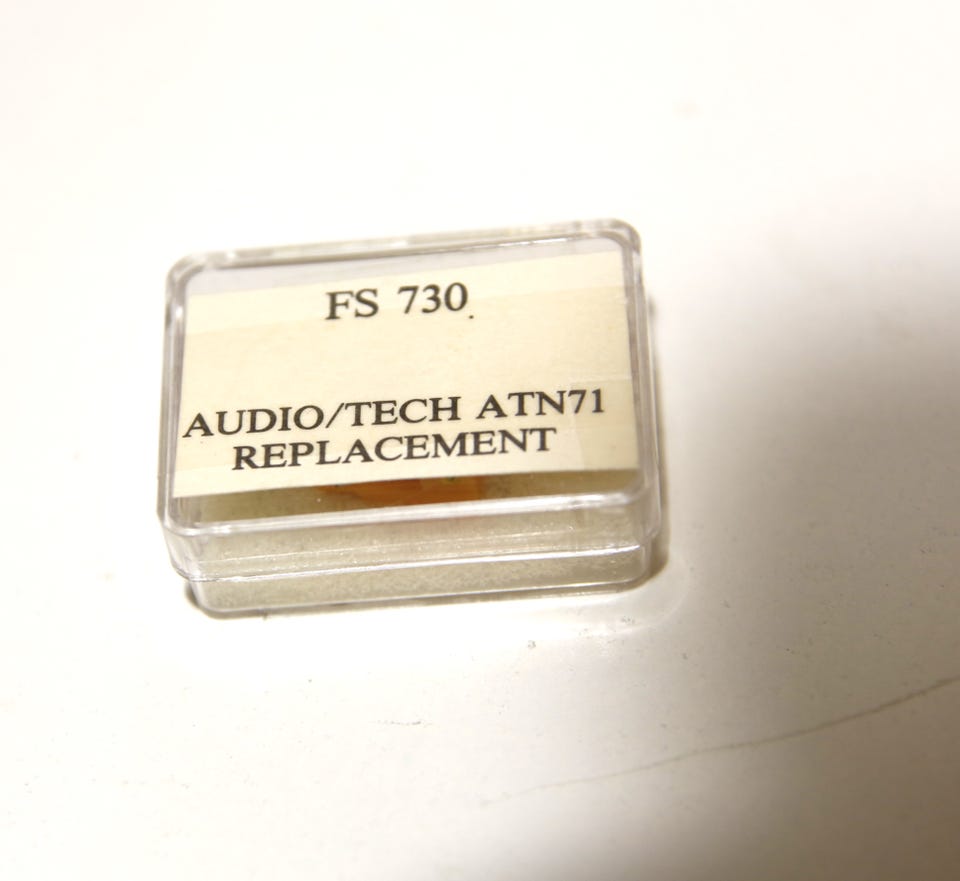 FS 730.
AUDIO/TECH ATN71
REPLACEMENT